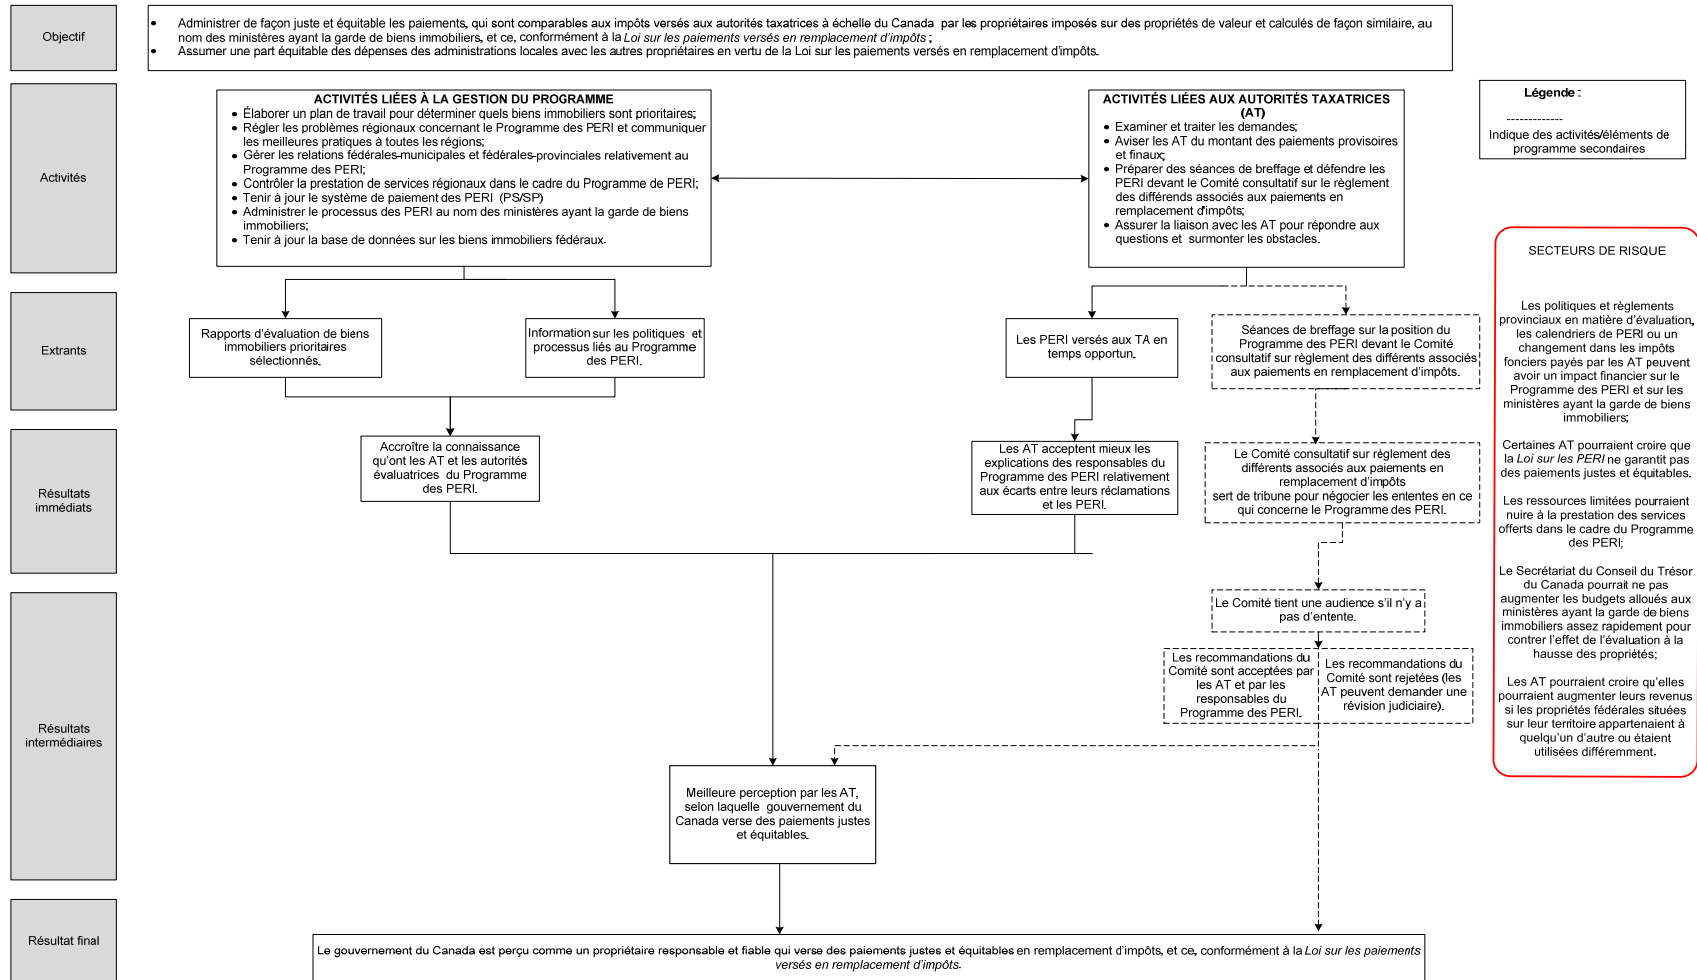 Objectif
• Administrer de façon juste et équitable les paiements, qui sont comparables aux impôts versés aux autorités taxatrices à échelle du Canada par les propriétaires imposés sur des propriétés de valeur et calculés de façon similaire, au
nom des ministères ayant la garde de biens immobiliers, et ce, conformément à la Loi sur les paiements versés en remplacement d'impôts ;
• Assumer une part équitable des dépenses des administrations locales avec les autres propriétaires en vertu de la Loi sur les paiements versés en remplacement d'impôts.
Activités
ACTIVITÉS LIÉES À LA GESTION DU PROGRAMME
• Élaborer un plan de travail pour déterminer quels biens immobiliers sont prioritaires;
• Régler les problèmes régionaux concernant le Programme des PERI et communiquer
les meilleures pratiques à toutes les régions;
• Gérer les relations fédérales-municipales et fédérales-provinciales relativement au
Programme des PERI;
• Contrôler la prestation de services régionaux dans le cadre du Programme de PERI;
• Tenir à jour le système de paiement des PERI (PS/SP)
• Administrer le processus des PERI au nom des ministères ayant la garde de biens
immobiliers;
• Tenir à jour la base de données sur les biens immobiliers fédéraux.
ACTIVITÉS LIÉES AUX AUTORITÉS TAXATRICES
(AT)
• Examiner et traiter les demandes;
• Aviser les AT du montant des paiements provisoires
et finaux;
• Préparer des séances de breffage et défendre les
PERI devant le Comité consultatif sur le règlement
des différends associés aux paiements en
remplacement d'impôts;
• Assurer la liaison avec les AT pour répondre aux
questions et surmonter les obstacles.
Légende :
-------------
Indique des activités/éléments de
programme secondaires
Extrants
Rapports d'évaluation de biens
immobiliers prioritaires
sélectionnés.
Information sur les politiques et
processus liés au Programme
des PERI.
Les PERI versés aux TA en
temps opportun.
Séances de breffage sur la position du
Programme des PERI devant le Comité
consultatif sur règlement des différents associés
aux paiements en remplacement d'impôts.
Résultats
immédiats
Accroître la connaissance
qu'ont les AT et les autorités
évaluatrices du Programme
des PERI.
Les AT acceptent mieux les
explications des responsables du
Programme des PERI relativement
aux écarts entre leurs réclamations
et les PERI.
Le Comité consultatif sur règlement des
différents associés aux paiements en
remplacement d'impôts
sert de tribune pour négocier les ententes en ce
qui concerne le Programme des PERI.
Résultats
intermédiaires
Le Comité tient une audience s'il n'y a
pas d'entente.
Les recommandations du
Comité sont acceptées par
les AT et par les
responsables du
Programme des PERI.
Les recommandations du
Comité sont rejetées (les
AT peuvent demander une
révision judiciaire).
Meilleure perception par les AT,
selon laquelle gouvernement du
Canada verse des paiements justes
et équitables.
Résultat final
Le gouvernement du Canada est perçu comme un propriétaire responsable et fiable qui verse des paiements justes et équitables en remplacement d'impôts, et ce, conformément à la Loi sur les paiements
versés en remplacement d'impôts.
SECTEURS DE RISQUE
Les politiques et règlements
provinciaux en matière d'évaluation,
les calendriers de PERI ou un
changement dans les impôts
fonciers payés par les AT peuvent
avoir un impact financier sur le
Programme des PERI et sur les
ministères ayant la garde de biens
immobiliers;
Certaines AT pourraient croire que
la Loi sur les PERI ne garantit pas
des paiements justes et équitables.
Les ressources limitées pourraient
nuire à la prestation des services
offerts dans le cadre du Programme
des PERI;
Le Secrétariat du Conseil du Trésor
du Canada pourrait ne pas
augmenter les budgets alloués aux
ministères ayant la garde de biens
immobiliers assez rapidement pour
contrer l'effet de l'évaluation à la
hausse des propriétés;
Les AT pourraient croire qu'elles
pourraient augmenter leurs revenus
si les propriétés fédérales situées
sur leur territoire appartenaient à
quelqu'un d'autre ou étaient
utilisées différemment.